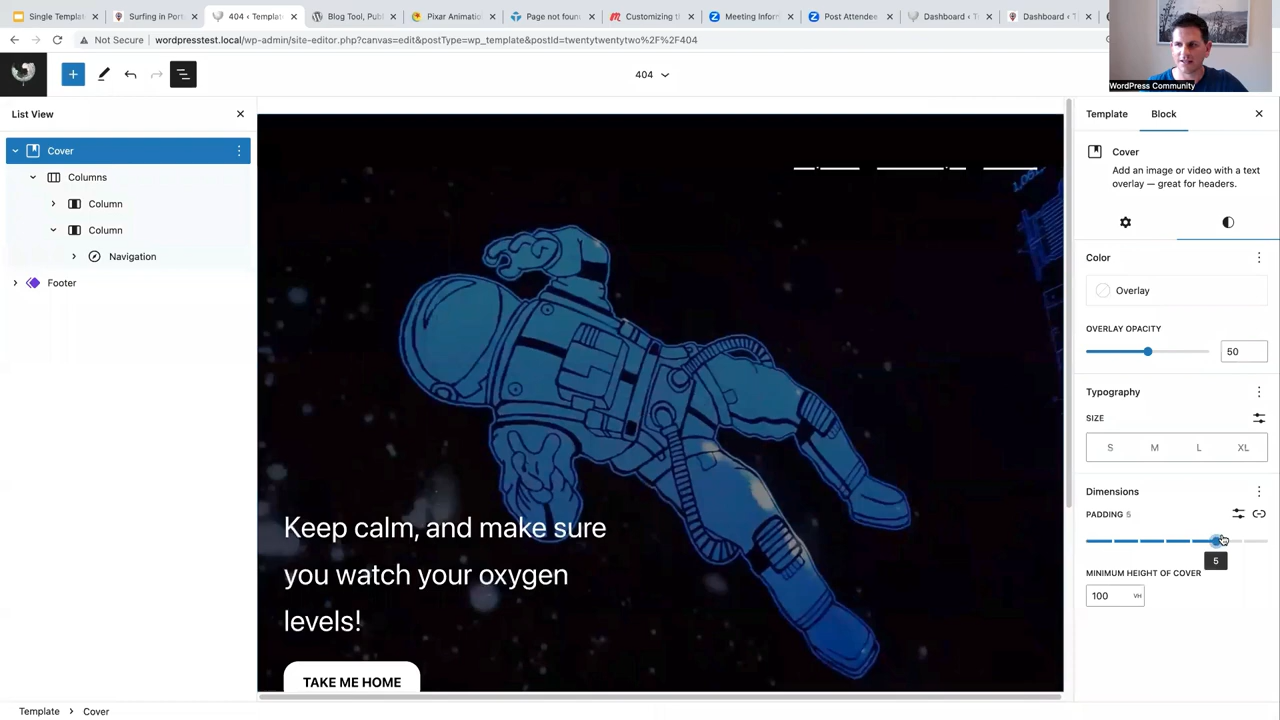 Single Template
Surfing in Port
404 ‹ Templat
Blog Tool, Publ
Pixar Animatio
Page not foun
Customizing th
Meeting Inforn
Post Attendee
Dashboard ‹
Dashboard ‹
Not Secure
wordpresstest.local/wp-admin/site-editor.php?canvas=edit&postType=wp_template&postId=twentytwentytwo%2F%2F404
WordPress Community
404
List View
Cover
Columns
Column
Column
Navigation
Footer
Keep calm, and make sure
you watch your oxygen
levels!
TAKE ME HOME
Template
Block
Cover
Add an image or video with a text
overlay — great for headers.
Color
Overlay
OVERLAY OPACITY
50
Typography
SIZE
S M L XL
Dimensions
PADDING 5
5
MINIMUM HEIGHT OF COVER
100 VH
Template > Cover